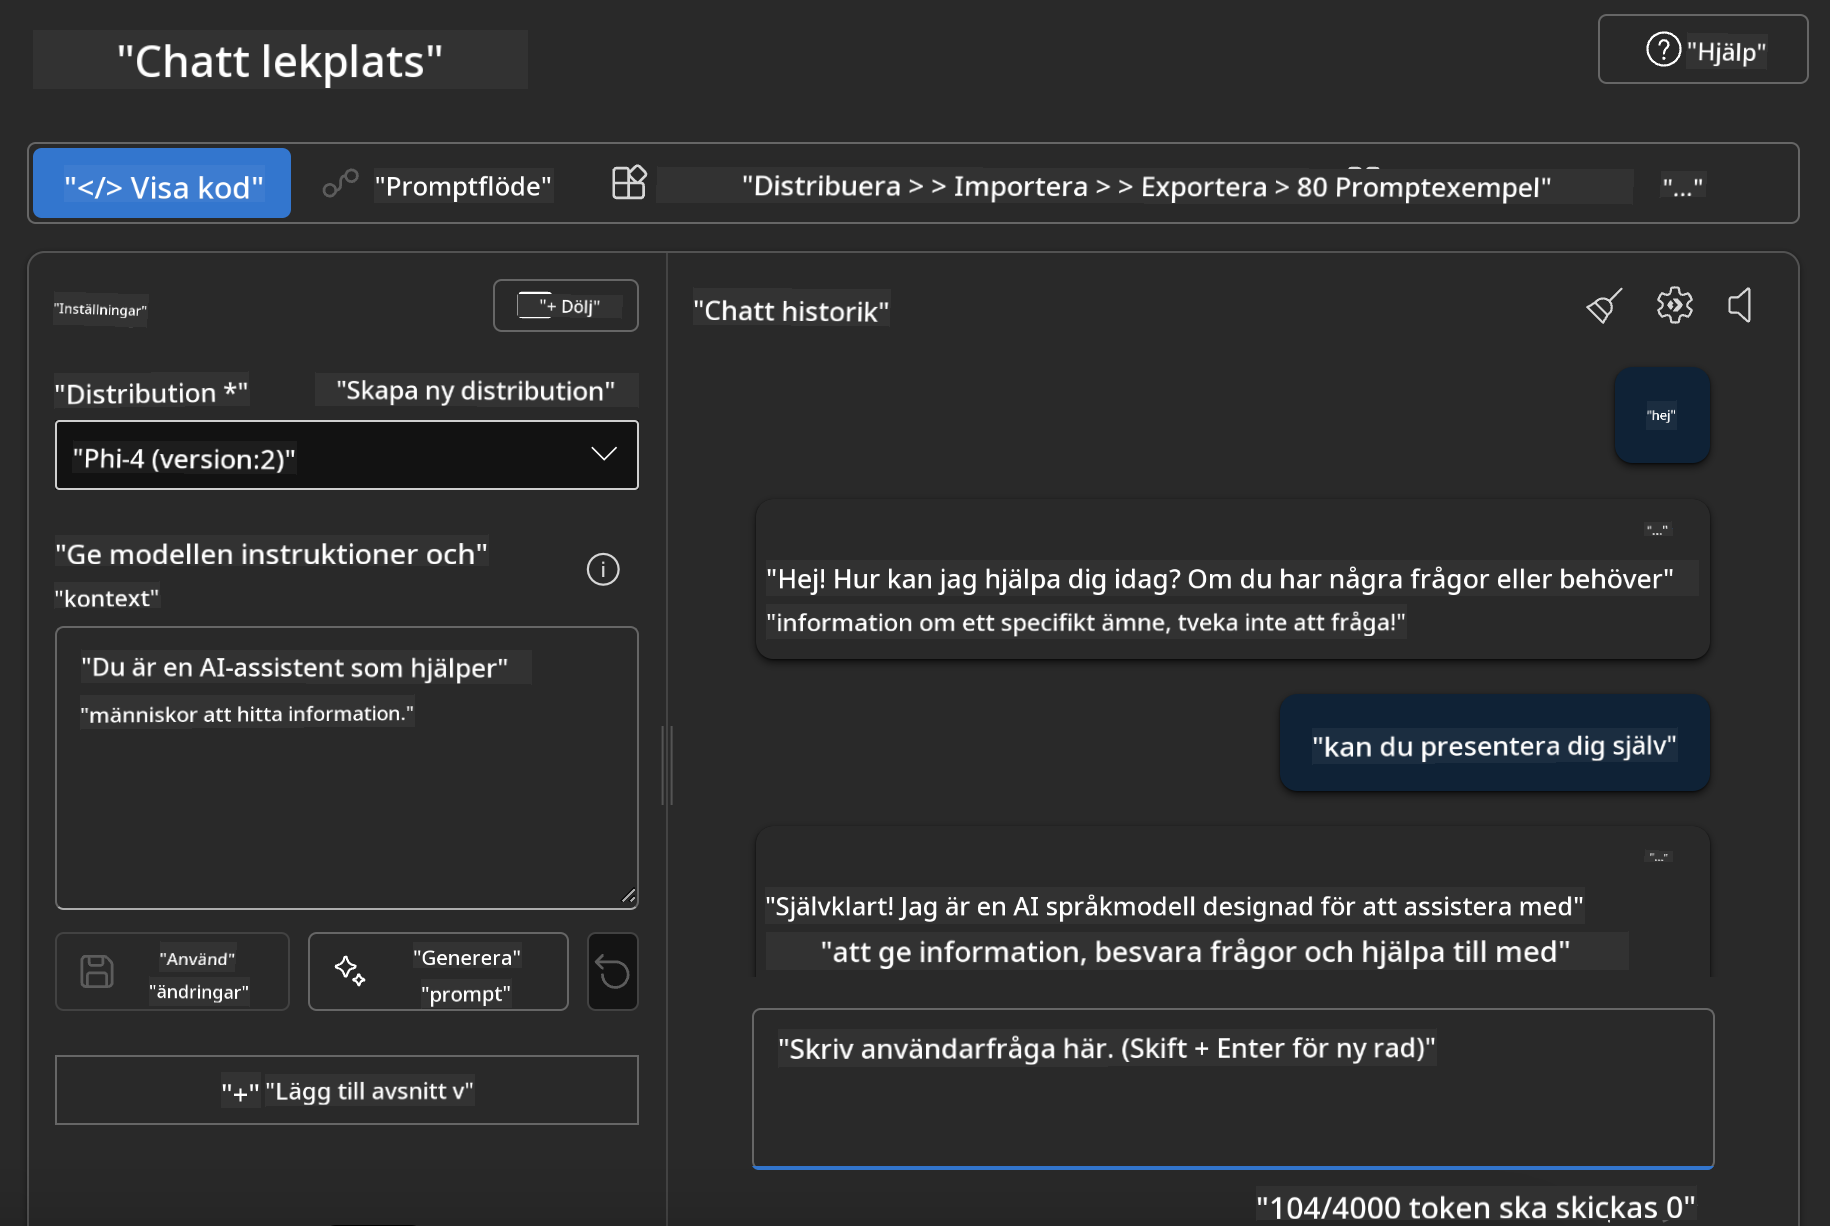 "Chatt lekplats"
"Hjälp"
"</> Visa kod"
"Promptflöde"
"Distribuera > > Importera > > Exportera > 80 Promptexempel"
"..."
"Inställningar"
"+ Dölj"
"Distribution *"
"Skapa ny distribution"
"Phi-4 (version:2)"
"Ge modellen instruktioner och"
"kontext"
"Du är en AI-assistent som hjälper"
"människor att hitta information."
"Använd"
"ändringar"
"Generera"
"prompt"
"+" "Lägg till avsnitt v"
"Chatt historik"
"hej"
"..."
"Hej! Hur kan jag hjälpa dig idag? Om du har några frågor eller behöver"
"information om ett specifikt ämne, tveka inte att fråga!"
"kan du presentera dig själv"
"..."
"Självklart! Jag är en AI språkmodell designad för att assistera med"
"att ge information, besvara frågor och hjälpa till med"
"Skriv användarfråga här. (Skift + Enter för ny rad)"
"104/4000 token ska skickas 0"